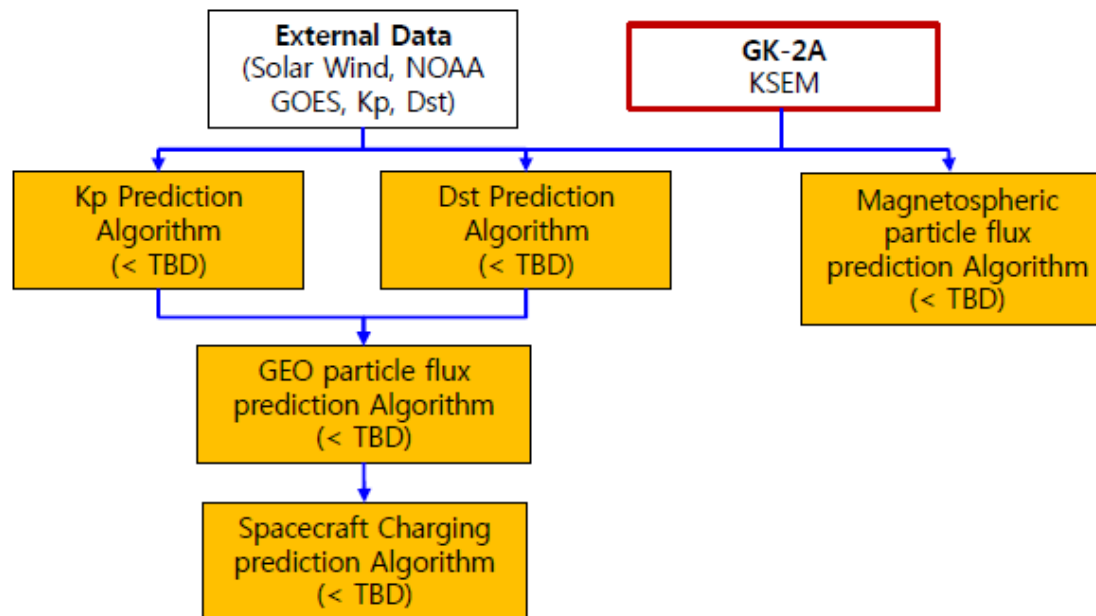 External Data
(Solar Wind, NOAA
GOES, Kp, Dst)
GK-2A
KSEM
Kp Prediction
Algorithm
(< TBD)
Dst Prediction
Algorithm
(< TBD)
Magnetospheric
particle flux
prediction Algorithm
(< TBD)
GEO particle flux
prediction Algorithm
(< TBD)
Spacecraft Charging
prediction Algorithm
(< TBD)